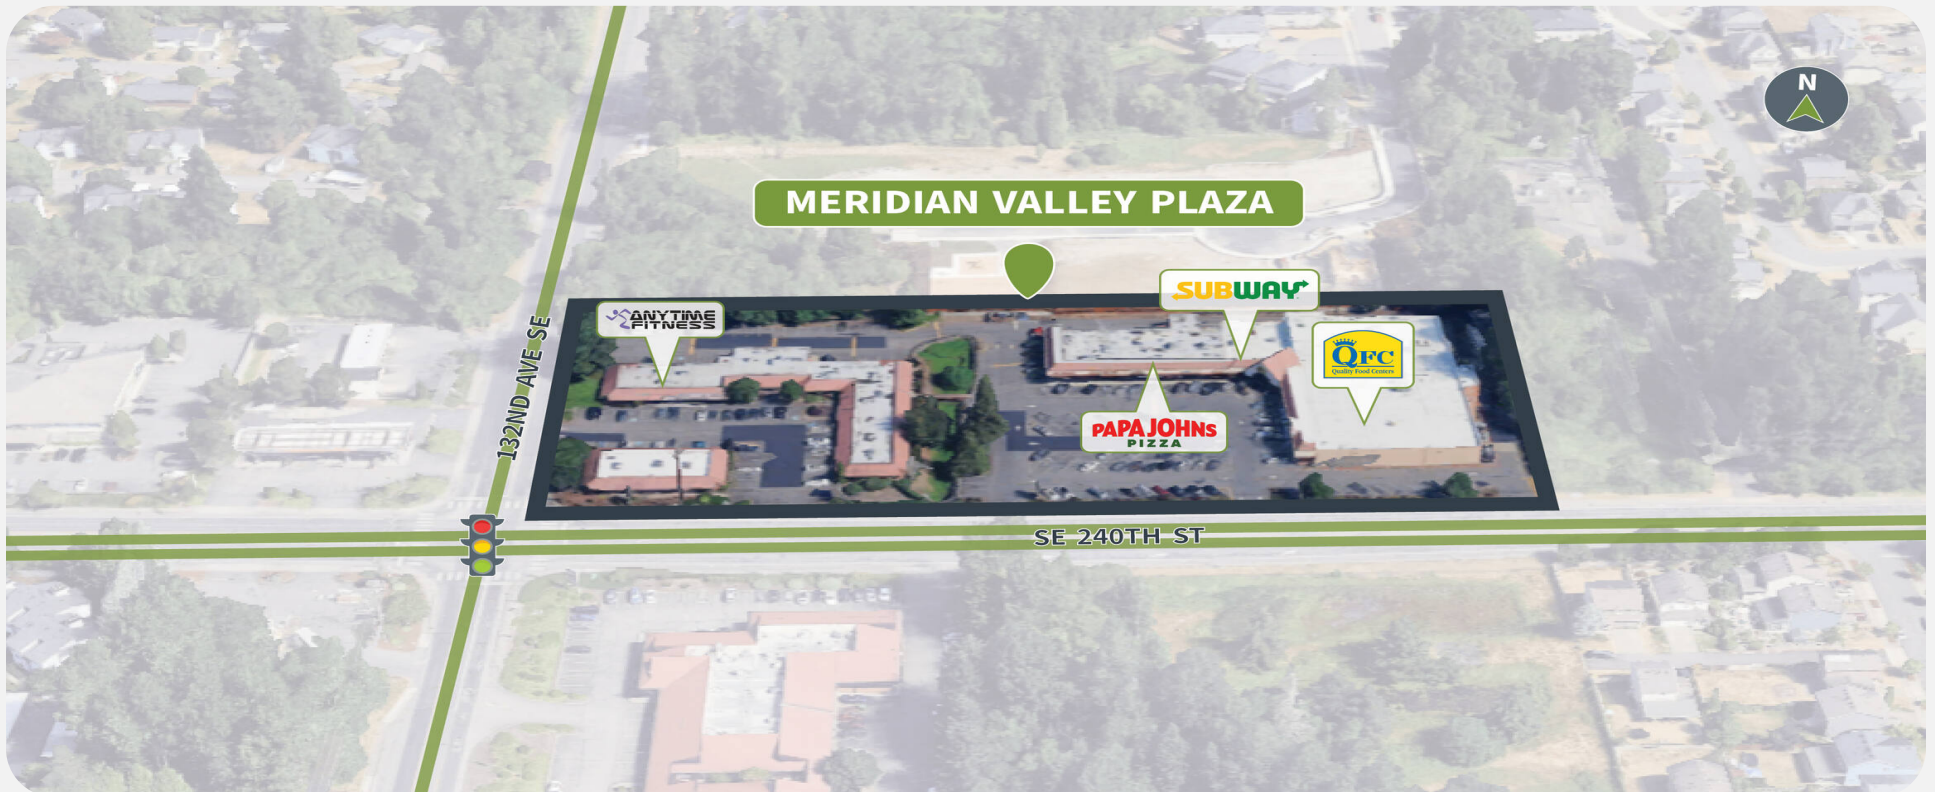 N
MERIDIAN VALLEY PLAZA
SUBWAY
ANYTIME
FITNESS
QFC
Quality Food Centers
132ND AVE SE
PAPA JOHNS
PIZZA
SE 240TH ST